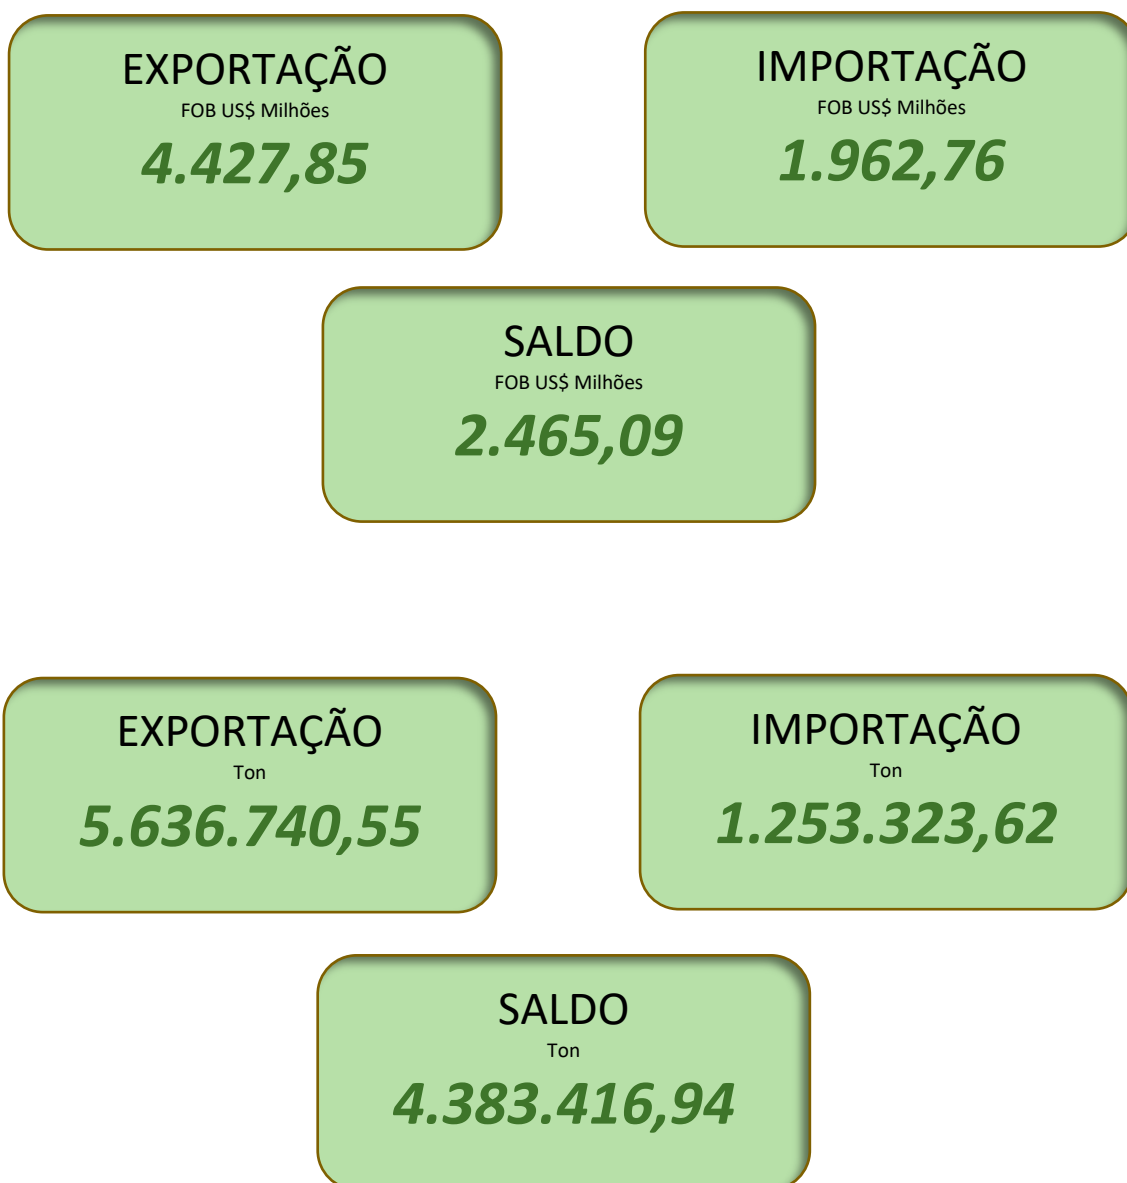 EXPORTAÇÃO
FOB US$ Milhões
4.427,85
IMPORTAÇÃO
FOB US$ Milhões
1.962,76
SALDO
FOB US$ Milhões
2.465,09
EXPORTAÇÃO
Ton
5.636.740,55
IMPORTAÇÃO
Ton
1.253.323,62
SALDO
Ton
4.383.416,94